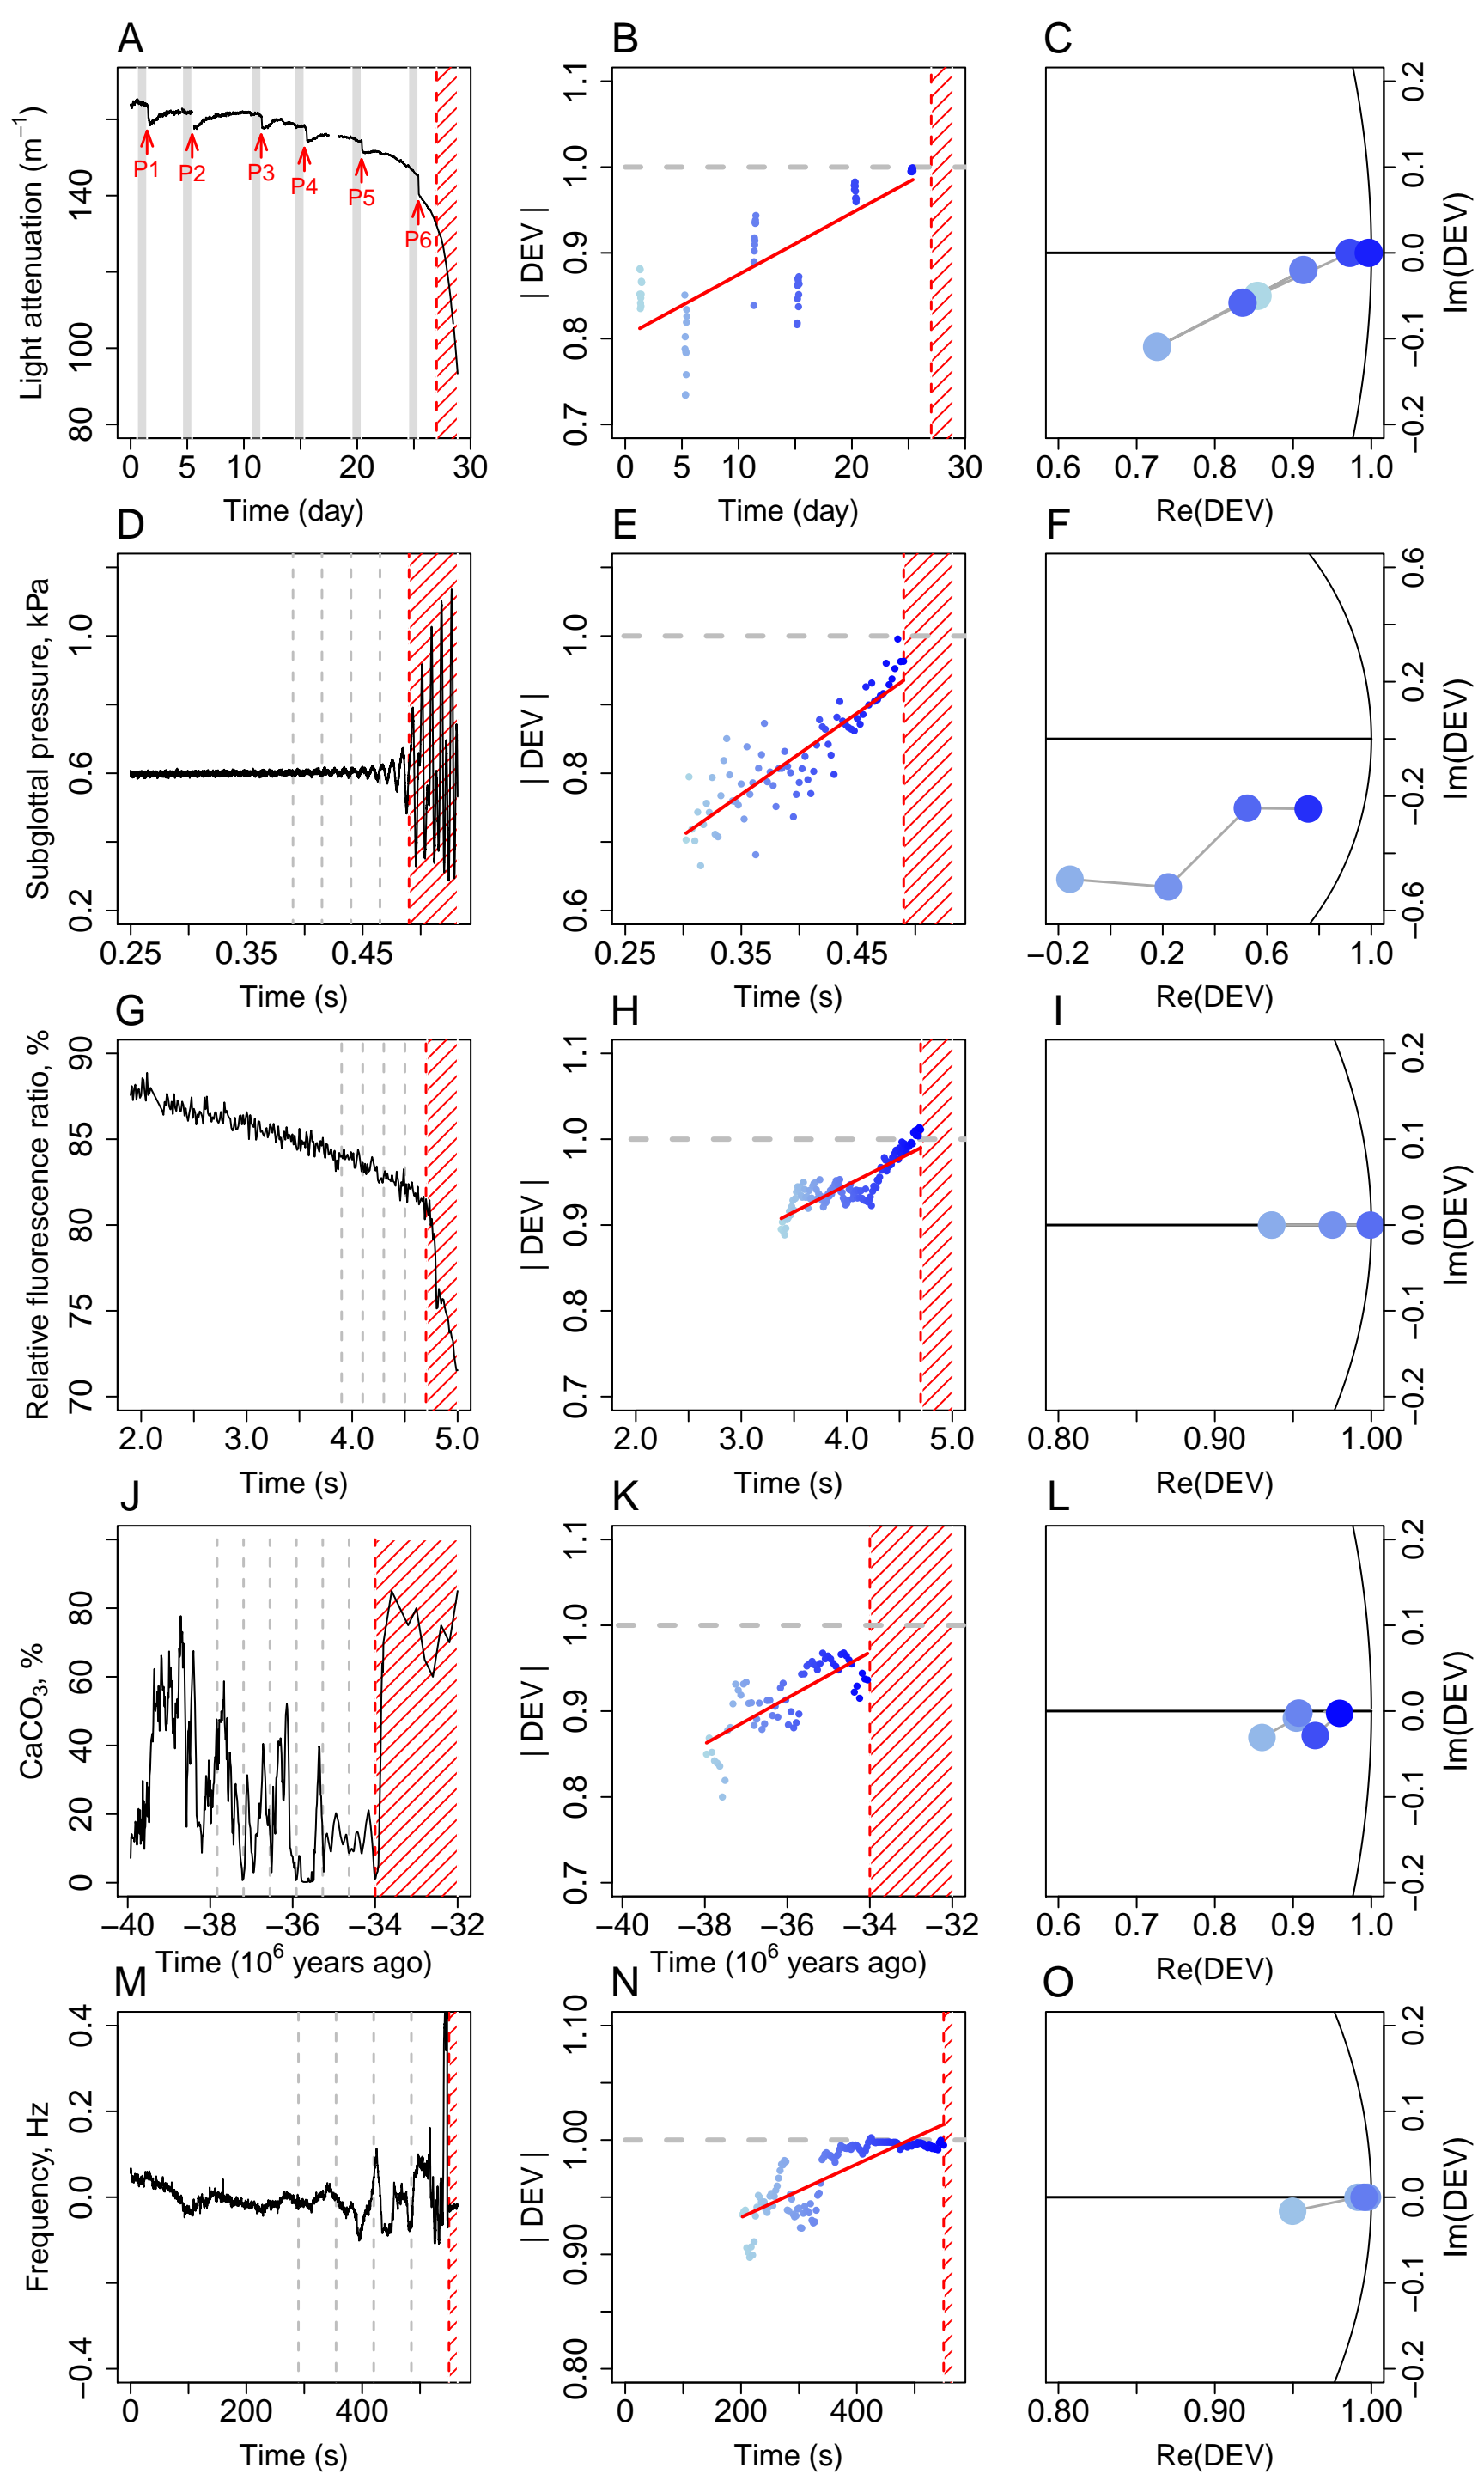 A
B
C
Light attenuation (m−1)
80
100
140
P1
P2
P3
P4
P5
P6
0 5 10 20 30
Time (day)
| DEV |
0.7 0.8 0.9 1.0 1.1
0 5 10 20 30
Time (day)
0.6 0.7 0.8 0.9 1.0
Re(DEV)
−0.2 −0.1 0.0 0.1 0.2
Im(DEV)
D
E
F
Subglottal pressure, kPa
0.2 0.6 1.0
0.25 0.35 0.45
Time (s)
| DEV |
0.6 0.8 1.0
0.25 0.35 0.45
Time (s)
−0.2 0.2 0.6 1.0
Re(DEV)
−0.6 −0.2 0.2 0.6
Im(DEV)
G
H
I
Relative fluorescence ratio, %
70 75 80 85 90
2.0 3.0 4.0 5.0
Time (s)
| DEV |
0.7 0.8 0.9 1.0 1.1
2.0 3.0 4.0 5.0
Time (s)
0.80 0.90 1.00
Re(DEV)
−0.2 −0.1 0.0 0.1 0.2
Im(DEV)
J
K
L
CaCO3, %
0 20 40 60 80
−40 −38 −36 −34 −32
Time (10⁶ years ago)
| DEV |
0.7 0.8 0.9 1.0 1.1
−40 −38 −36 −34 −32
Time (10⁶ years ago)
0.6 0.7 0.8 0.9 1.0
Re(DEV)
−0.2 −0.1 0.0 0.1 0.2
Im(DEV)
M
N
O
Frequency, Hz
−0.4 0.0 0.2 0.4
0 200 400
Time (s)
| DEV |
0.80 0.90 1.00 1.10
0 200 400
Time (s)
0.80 0.90 1.00
Re(DEV)
−0.2 −0.1 0.0 0.1 0.2
Im(DEV)